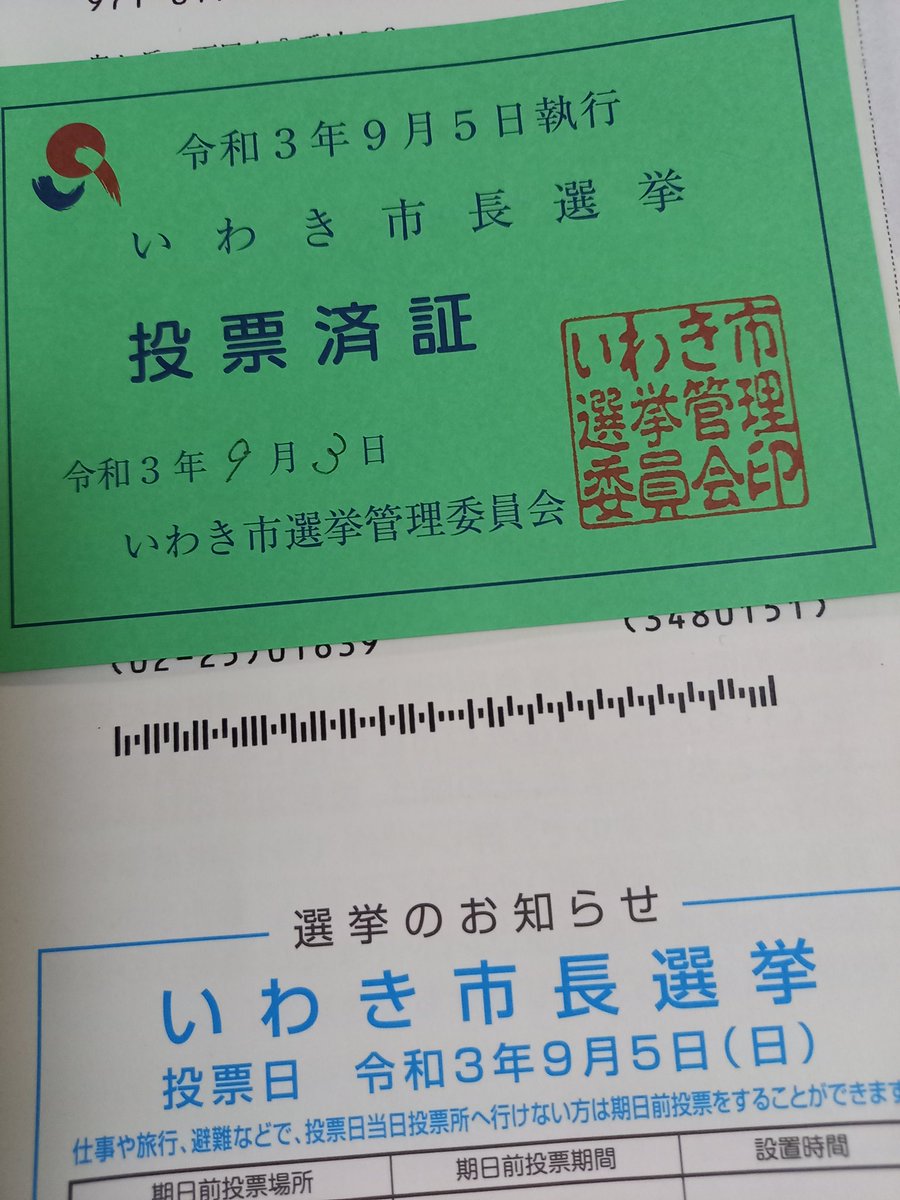 令和3年9月5日執行
いわき市長選挙
投票済証
令和3年9月3日
いわき市選挙管理委員会
いわき市
選挙管理
委員会印
(3480151)
選挙のお知らせ
いわき市長選挙
投票日 令和3年9月5日(日)
仕事や旅行、避難などで、投票日当日投票所へ行けない方は期日前投票をすることができます
期日前投票場所 期日前投票期間 設置時間